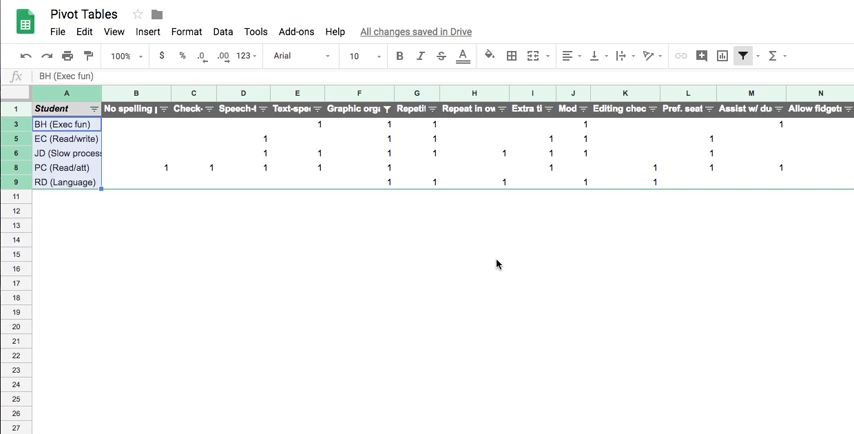 Pivot Tables
File Edit View Insert Format Data Tools Add-ons Help All changes saved in Drive
100% $ % .0 .00 123 Arial 10 B I S A Σ
fx BH (Exec fun)
A B C D E F G H I J K L M N
1 Student No spelling Check- Speech-t Text-spe Graphic orga Repeti Repeat in ow Extra ti Mod Editing chec Pref. seat Assist w/ du Allow fidget
3 BH (Exec fun) 1 1 1 1 1
5 EC (Read/write) 1 1 1 1 1 1
6 JD (Slow process 1 1 1 1 1 1 1 1
8 PC (Read/att) 1 1 1 1 1 1 1 1 1
9 RD (Language) 1 1 1 1 1
11
12
13
14
15
16
17
18
19
20
21
22
23
24
25
26
27